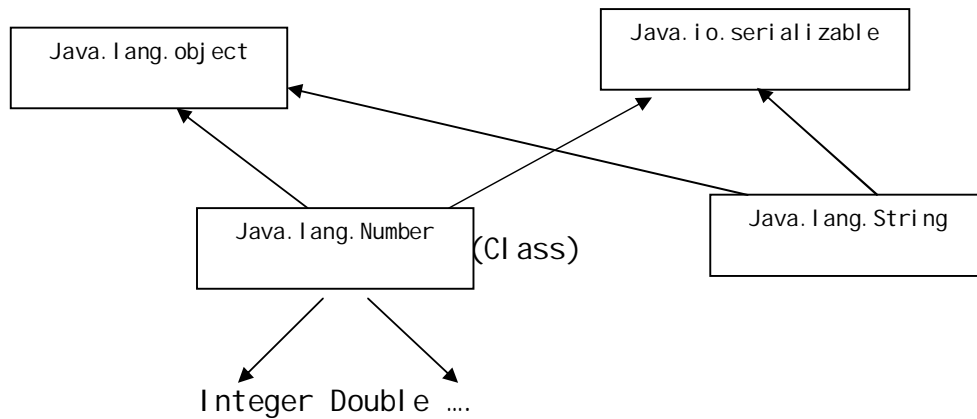 Java.lang.object
Java.io.serializable
Java.lang.Number
(Class)
Java.lang.String
Integer Double ….